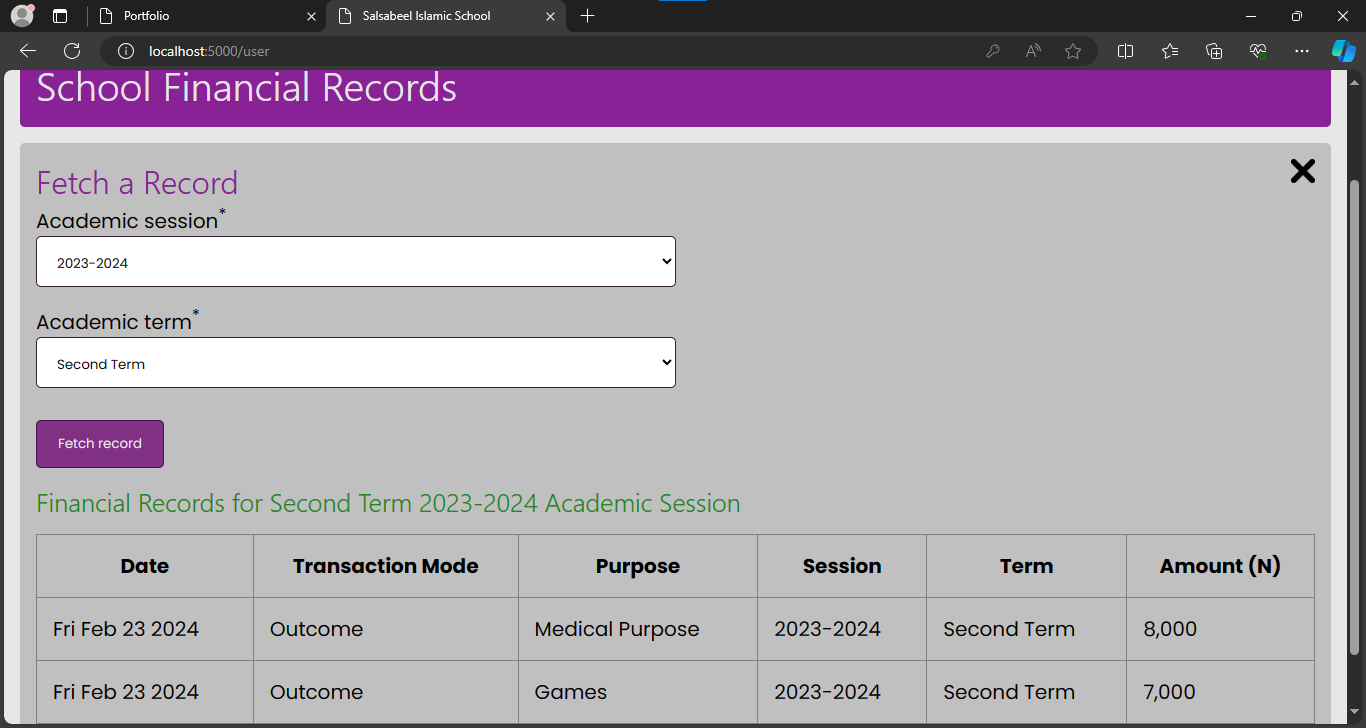 Portfolio
Salsabeel Islamic School
localhost:5000/user
School Financial Records
Fetch a Record
Academic session*
2023-2024
Academic term*
Second Term
Fetch record
Financial Records for Second Term 2023-2024 Academic Session
Date Transaction Mode Purpose Session Term Amount (N)
Fri Feb 23 2024 Outcome Medical Purpose 2023-2024 Second Term 8,000
Fri Feb 23 2024 Outcome Games 2023-2024 Second Term 7,000